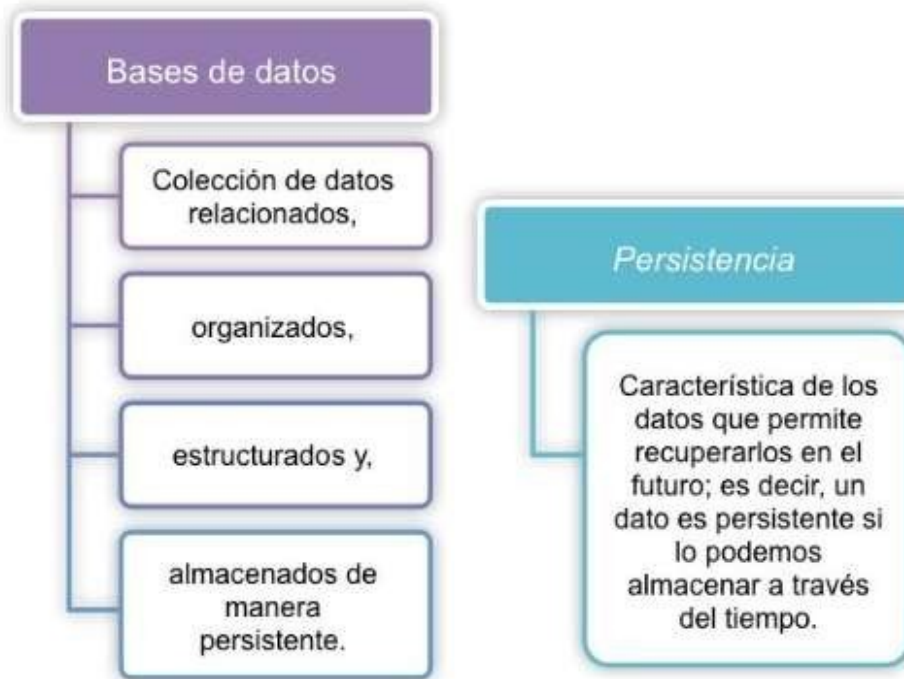 Bases de datos
Colección de datos
relacionados,
organizados,
estructurados y,
almacenados de
manera
persistente.
Persistencia
Característica de los
datos que permite
recuperarlos en el
futuro; es decir, un
dato es persistente si
lo podemos
almacenar a través
del tiempo.